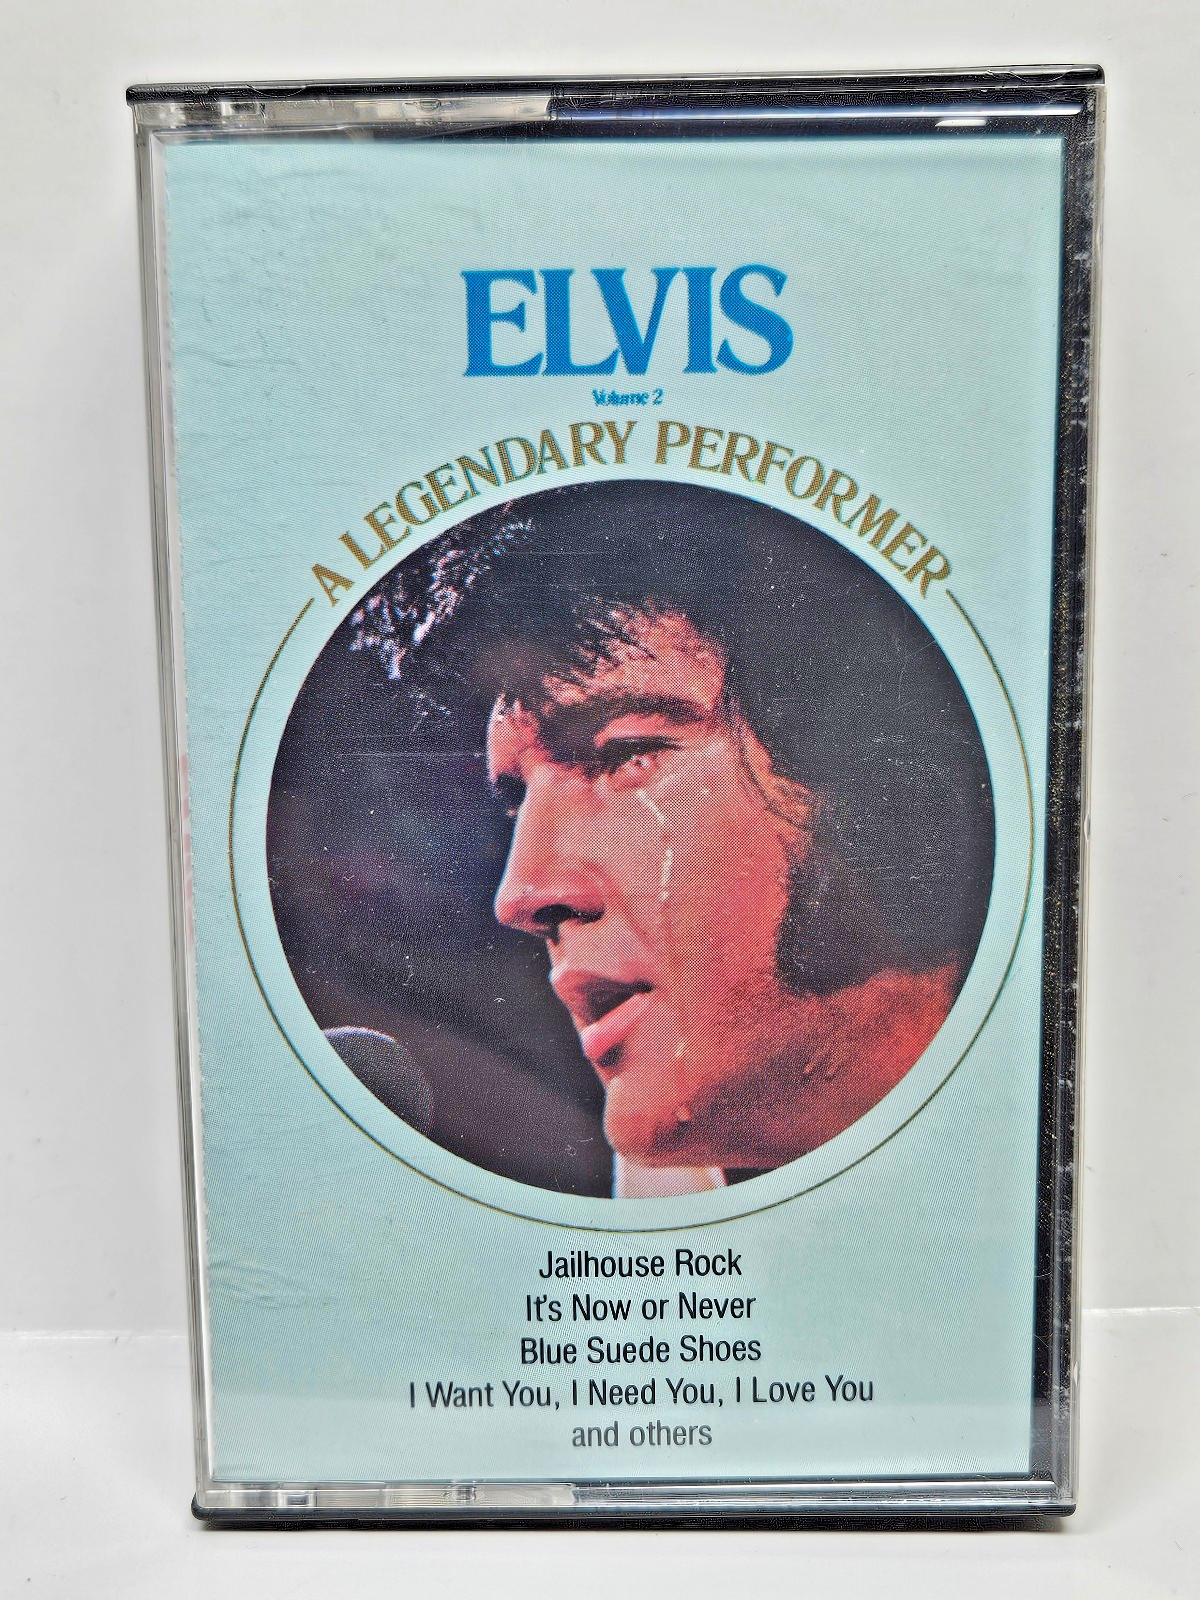 ELVIS
Volume 2
A LEGENDARY PERFORMER
Jailhouse Rock
It's Now or Never
Blue Suede Shoes
I Want You, I Need You, I Love You
and others